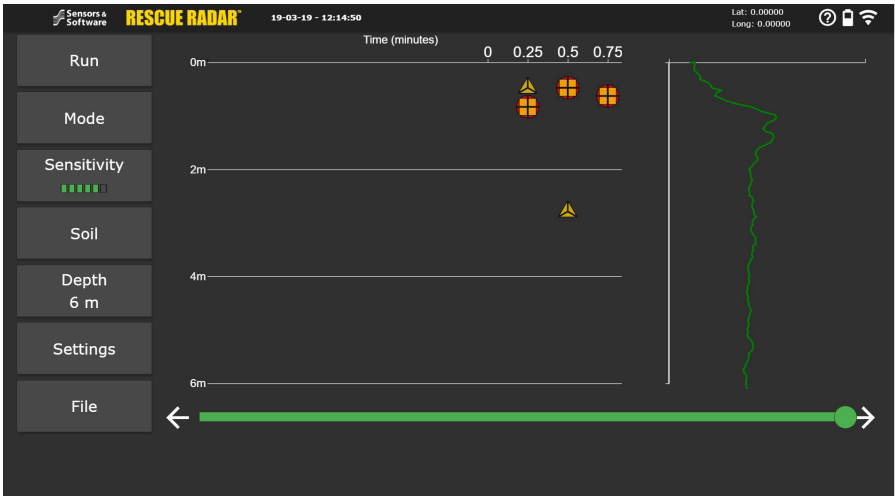 Sensors &
Software
RESCUE RADAR™
19-03-19 - 12:14:50
Lat: 0.00000
Long: 0.00000
?
Run
Mode
Sensitivity
Soil
Depth
6 m
Settings
File
Time (minutes)
0 0.25 0.5 0.75
0m
2m
4m
6m